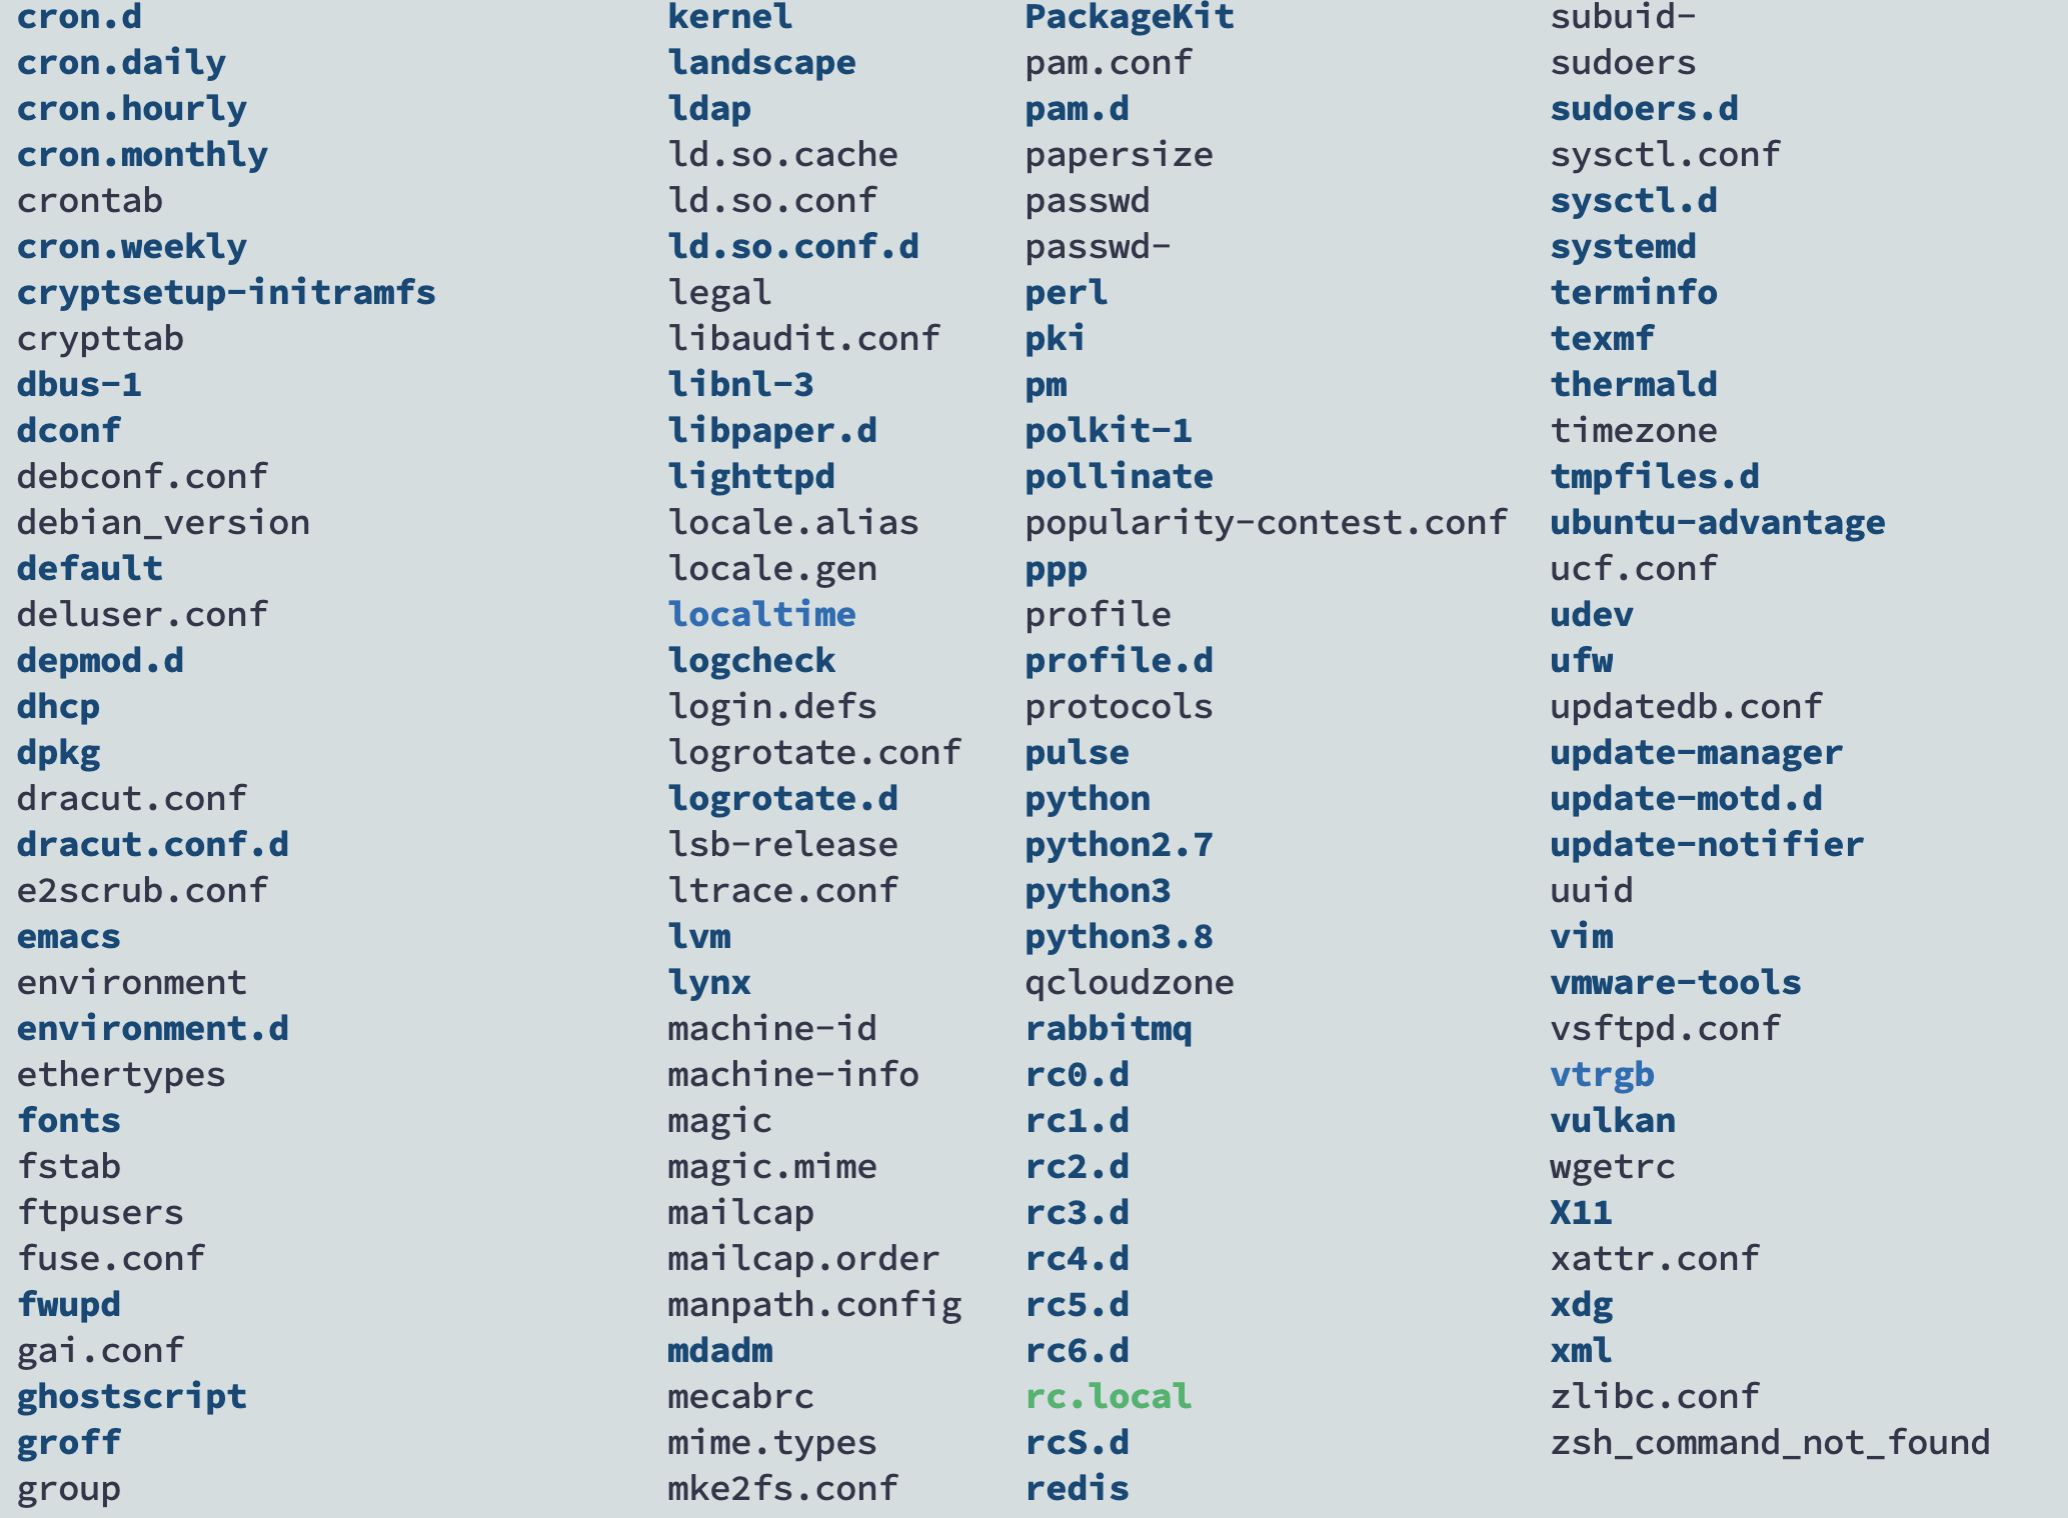 cron.d kernel PackageKit subuid-
cron.daily landscape pam.conf sudoers
cron.hourly ldap pam.d sudoers.d
cron.monthly ld.so.cache papersize sysctl.conf
crontab ld.so.conf passwd sysctl.d
cron.weekly ld.so.conf.d passwd- systemd
cryptsetup-initramfs legal perl terminfo
crypttab libaudit.conf pki texmf
dbus-1 libnl-3 pm thermald
dconf libpaper.d polkit-1 timezone
debconf.conf lighttpd pollinate tmpfiles.d
debian_version locale.alias popularity-contest.conf ubuntu-advantage
default locale.gen ppp ucf.conf
deluser.conf localtime profile udev
depmod.d logcheck profile.d ufw
dhcp login.defs protocols updatedb.conf
dpkg logrotate.conf pulse update-manager
dracut.conf logrotate.d python update-motd.d
dracut.conf.d lsb-release python2.7 update-notifier
e2scrub.conf ltrace.conf python3 uuid
emacs lvm python3.8 vim
environment lynx qcloudzone vmware-tools
environment.d machine-id rabbitmq vsftpd.conf
ethertypes machine-info rc0.d vtrgb
fonts magic rc1.d vulkan
fstab magic.mime rc2.d wgetrc
ftpusers mailcap rc3.d X11
fuse.conf mailcap.order rc4.d xattr.conf
fwupd manpath.config rc5.d xdg
gai.conf mdadm rc6.d xml
ghostscript mecabrc rc.local zlibc.conf
groff mime.types rcS.d zsh_command_not_found
group mke2fs.conf redis